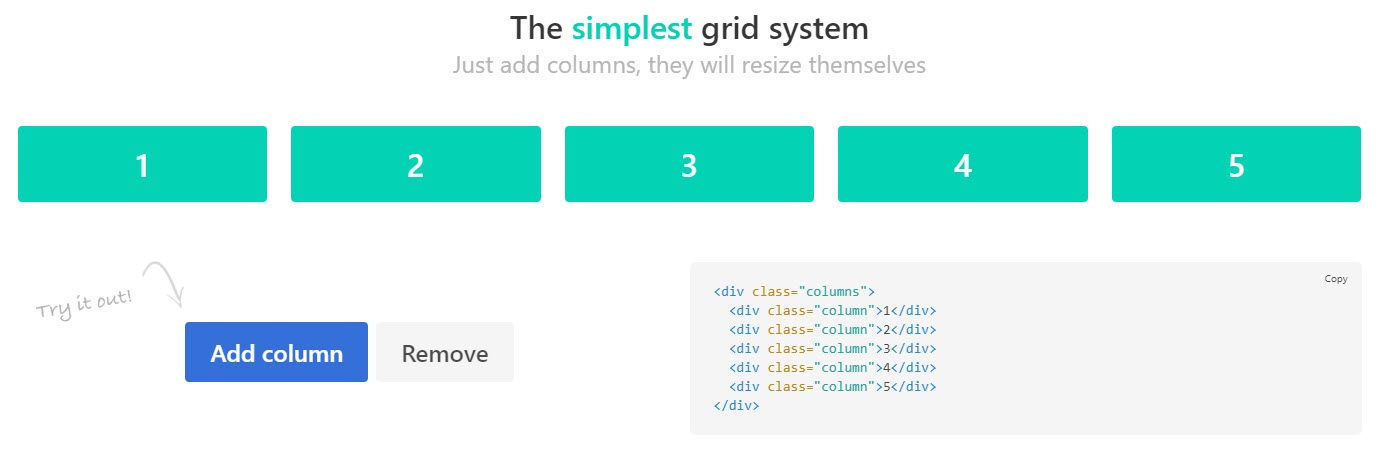 The simplest grid system
Just add columns, they will resize themselves
1 2 3 4 5
Try it out!
Add column Remove
Copy
<div class="columns">
  <div class="column">1</div>
  <div class="column">2</div>
  <div class="column">3</div>
  <div class="column">4</div>
  <div class="column">5</div>
</div>